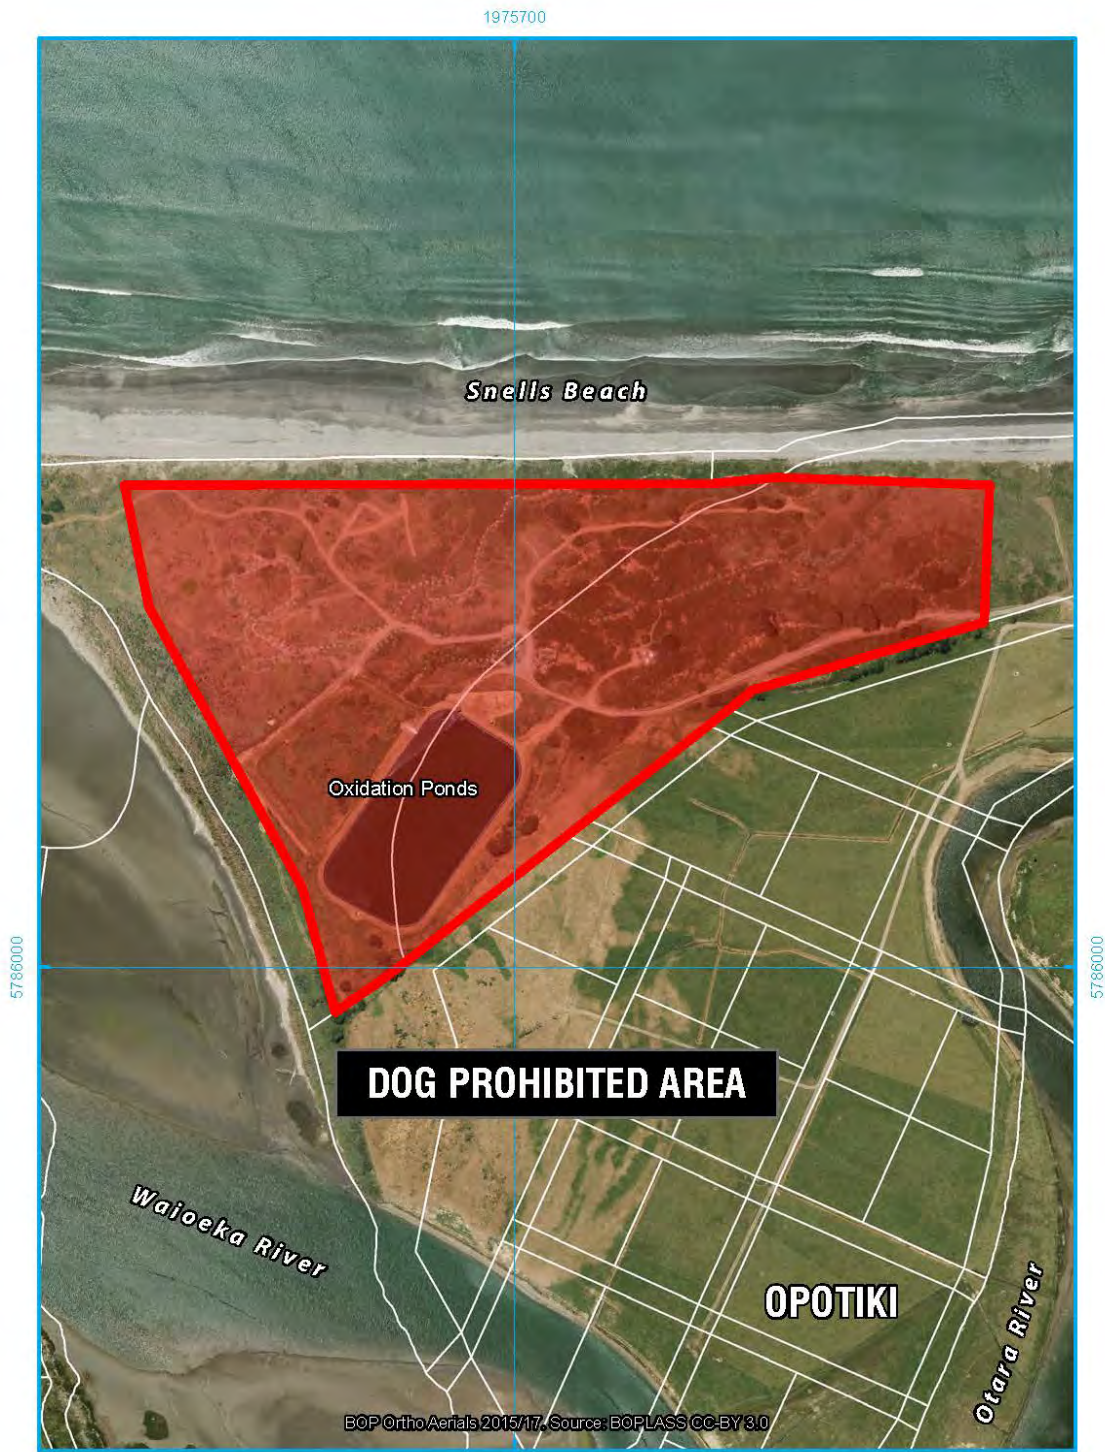 1975700
Snells Beach
Oxidation Ponds
5786000
5786000
DOG PROHIBITED AREA
Waioeka River
OPOTIKI
Otara River
BOP Ortho Aerials 2015/17, Source: BOPLASS CC-BY 3.0